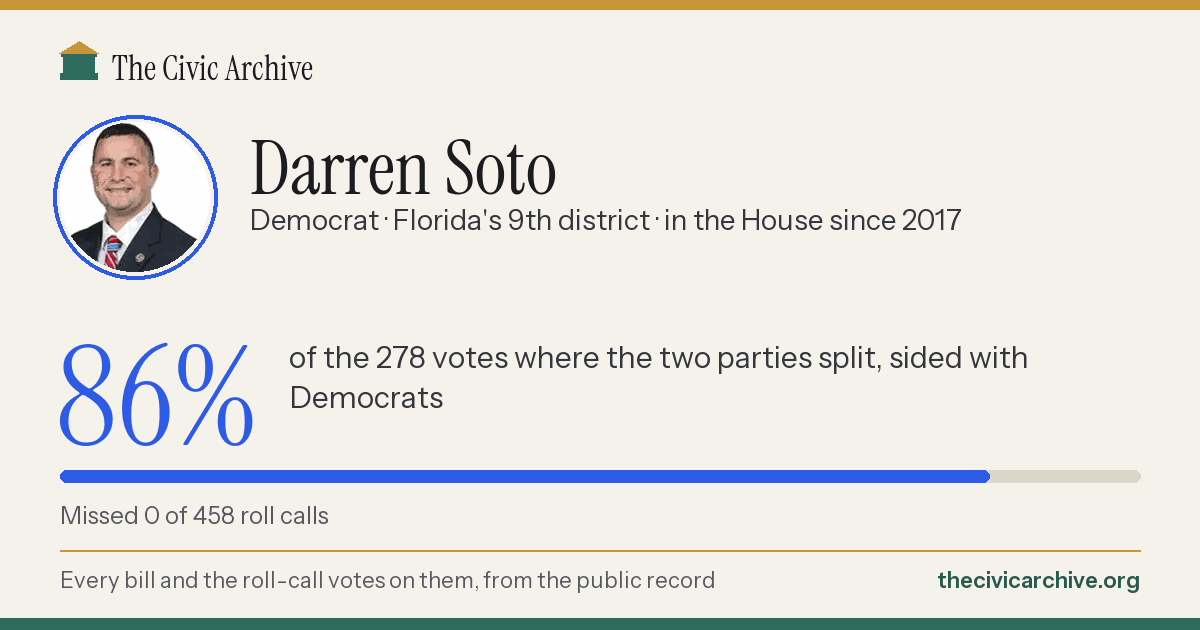 The Civic Archive
Darren Soto
Democrat · Florida's 9th district · in the House since 2017
86%
of the 278 votes where the two parties split, sided with
Democrats
Missed 0 of 458 roll calls
Every bill and the roll-call votes on them, from the public record
thecivicarchive.org